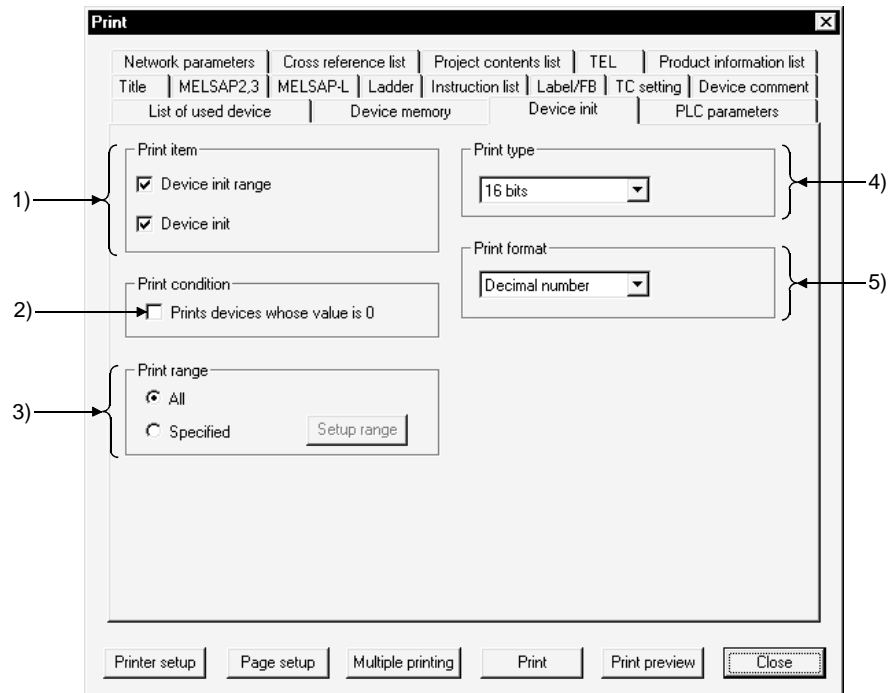 Print
Network parameters Cross reference list Project contents list TEL Product information list
Title MELSAP2,3 MELSAP-L Ladder Instruction list Label/FB TC setting Device comment
List of used device Device memory Device init PLC parameters
Print item
Device init range
Device init
1)
Print type
16 bits
4)
Print condition
Prints devices whose value is 0
2)
Print format
Decimal number
5)
Print range
All
Specified
Setup range
3)
Printer setup Page setup Multiple printing Print Print preview Close